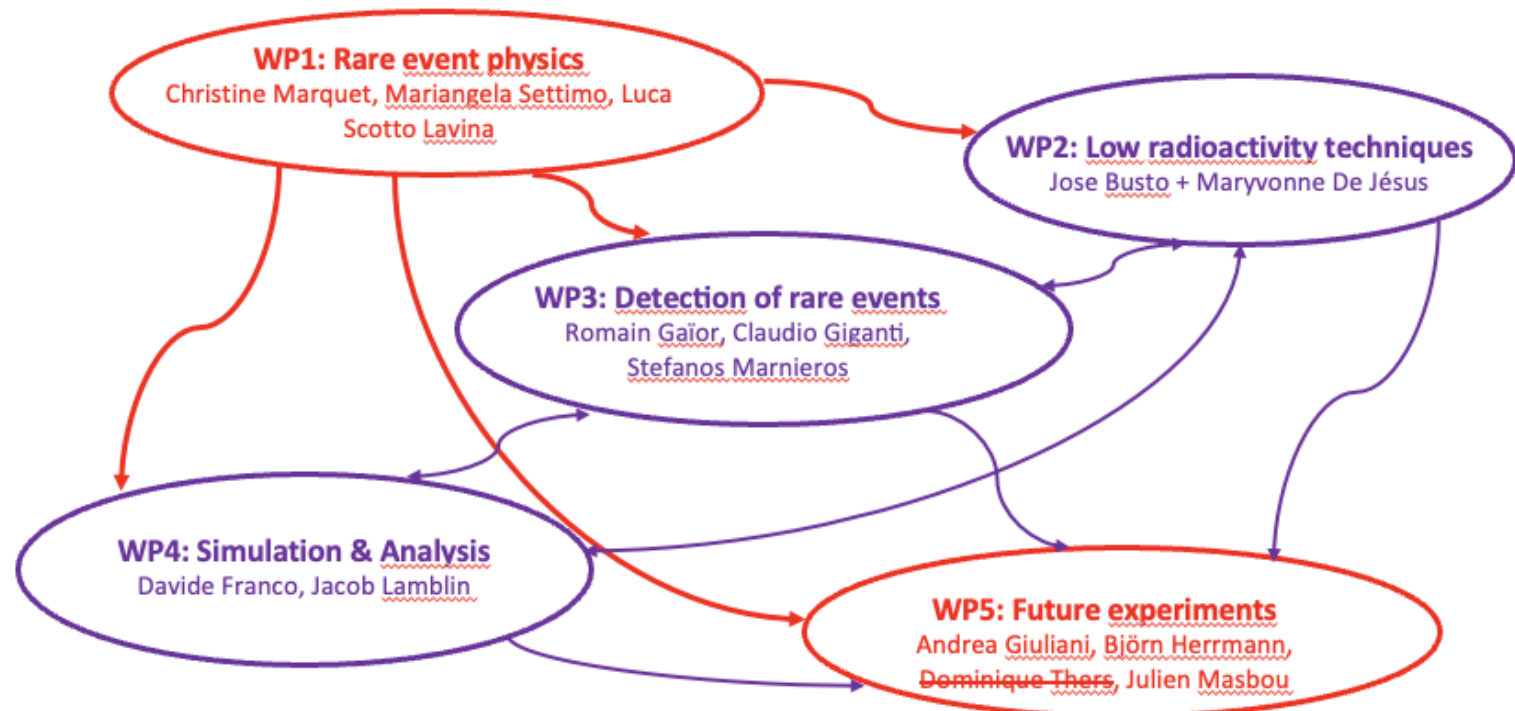 WP1: Rare event physics
Christine Marquet, Mariangela Settimo, Luca
Scotto Lavina
WP2: Low radioactivity techniques
Jose Busto + Maryvonne De Jésus
WP3: Detection of rare events
Romain Gaïor, Claudio Giganti,
Stefanos Marnieros
WP4: Simulation & Analysis
Davide Franco, Jacob Lamblin
WP5: Future experiments
Andrea Giuliani, Björn Herrmann,
Dominique Thers, Julien Masbou